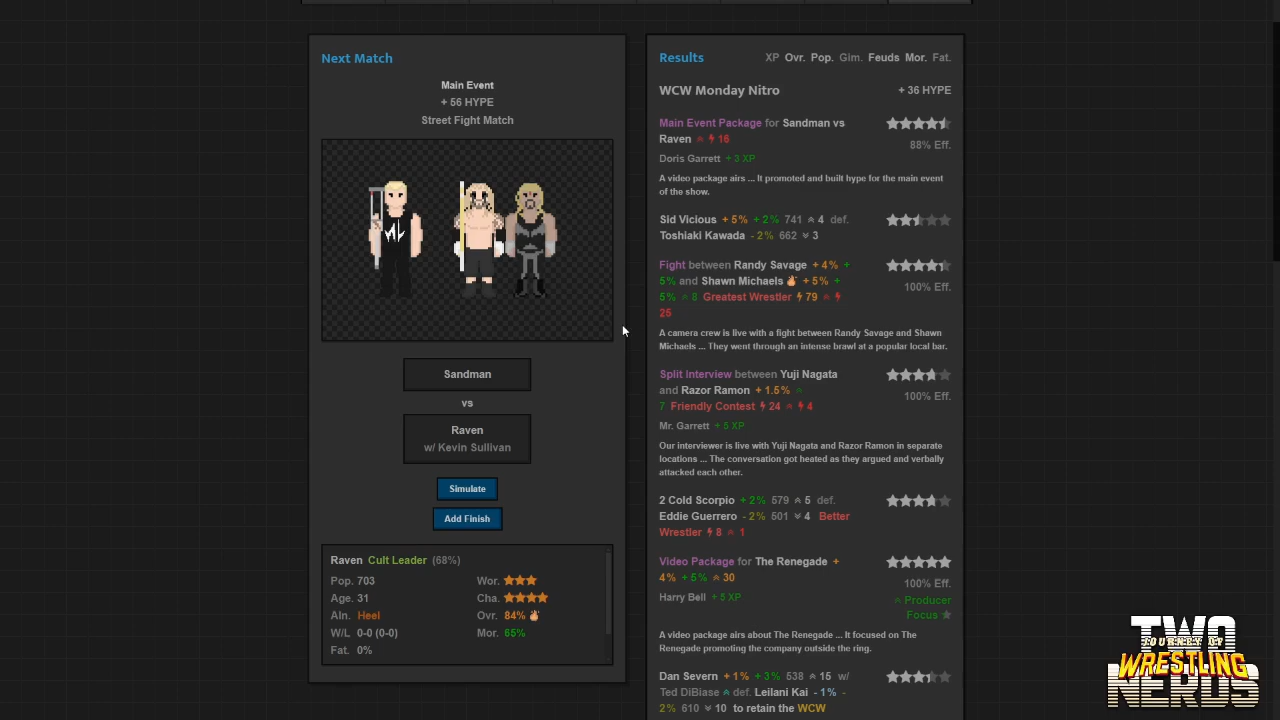 Next Match
Main Event
+ 56 HYPE
Street Fight Match
Sandman
vs
Raven
w/ Kevin Sullivan
Simulate
Add Finish
Raven Cult Leader (68%)
Pop. 703
Wor.
Age. 31
Cha.
Aln. Heel
Ovr. 84%
W/L 0-0 (0-0)
Mor. 65%
Fat. 0%
Results
XP Ovr. Pop. Gim. Feuds Mor. Fat.
WCW Monday Nitro + 36 HYPE
Main Event Package for Sandman vs
Raven 16
88% Eff.
Doris Garrett + 3 XP
A video package airs ... It promoted and built hype for the main event
of the show.
Sid Vicious + 5% + 2% 741 4 def.
Toshiaki Kawada - 2% 662 3
Fight between Randy Savage + 4% +
5% and Shawn Michaels + 5% +
5% 8 Greatest Wrestler 79
25
100% Eff.
A camera crew is live with a fight between Randy Savage and Shawn
Michaels ... They went through an intense brawl at a popular local bar.
Split Interview between Yuji Nagata
and Razor Ramon + 1.5%
7 Friendly Contest 24 4
100% Eff.
Mr. Garrett + 5 XP
Our interviewer is live with Yuji Nagata and Razor Ramon in separate
locations ... The conversation got heated as they argued and verbally
attacked each other.
2 Cold Scorpio + 2% 579 5 def.
Eddie Guerrero - 2% 501 4 Better
Wrestler 8 1
Video Package for The Renegade +
4% + 5% 30
100% Eff.
Harry Bell + 5 XP
Producer
Focus
A video package airs about The Renegade ... It focused on The
Renegade promoting the company outside the ring.
Dan Severn + 1% + 3% 538 15 w/
Ted DiBiase def. Leilani Kai - 1% -
2% 610 10 to retain the WCW
TWO
JOURNEY OF
WRESTLING
NERDS